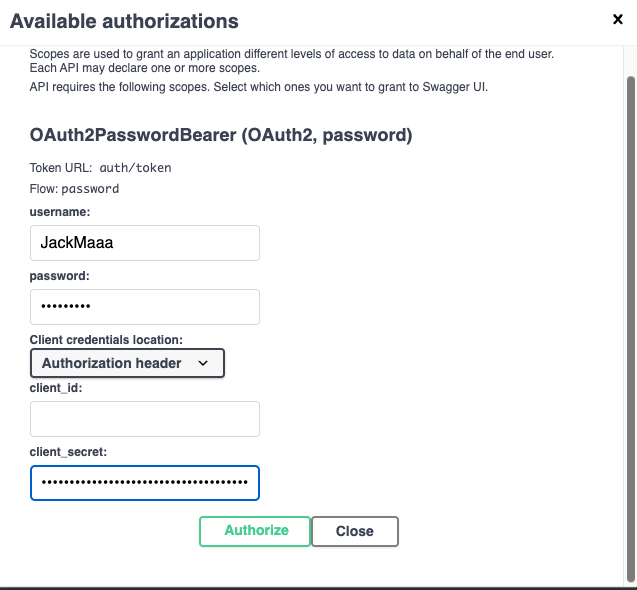 Available authorizations
Scopes are used to grant an application different levels of access to data on behalf of the end user.
Each API may declare one or more scopes.
API requires the following scopes. Select which ones you want to grant to Swagger UI.
OAuth2PasswordBearer (OAuth2, password)
Token URL: auth/token
Flow: password
username:
JackMaaa
password:
•••••••••
Client credentials location:
Authorization header
client_id:
client_secret:
•••••••••••••••••••••••••••••••••••••
Authorize
Close